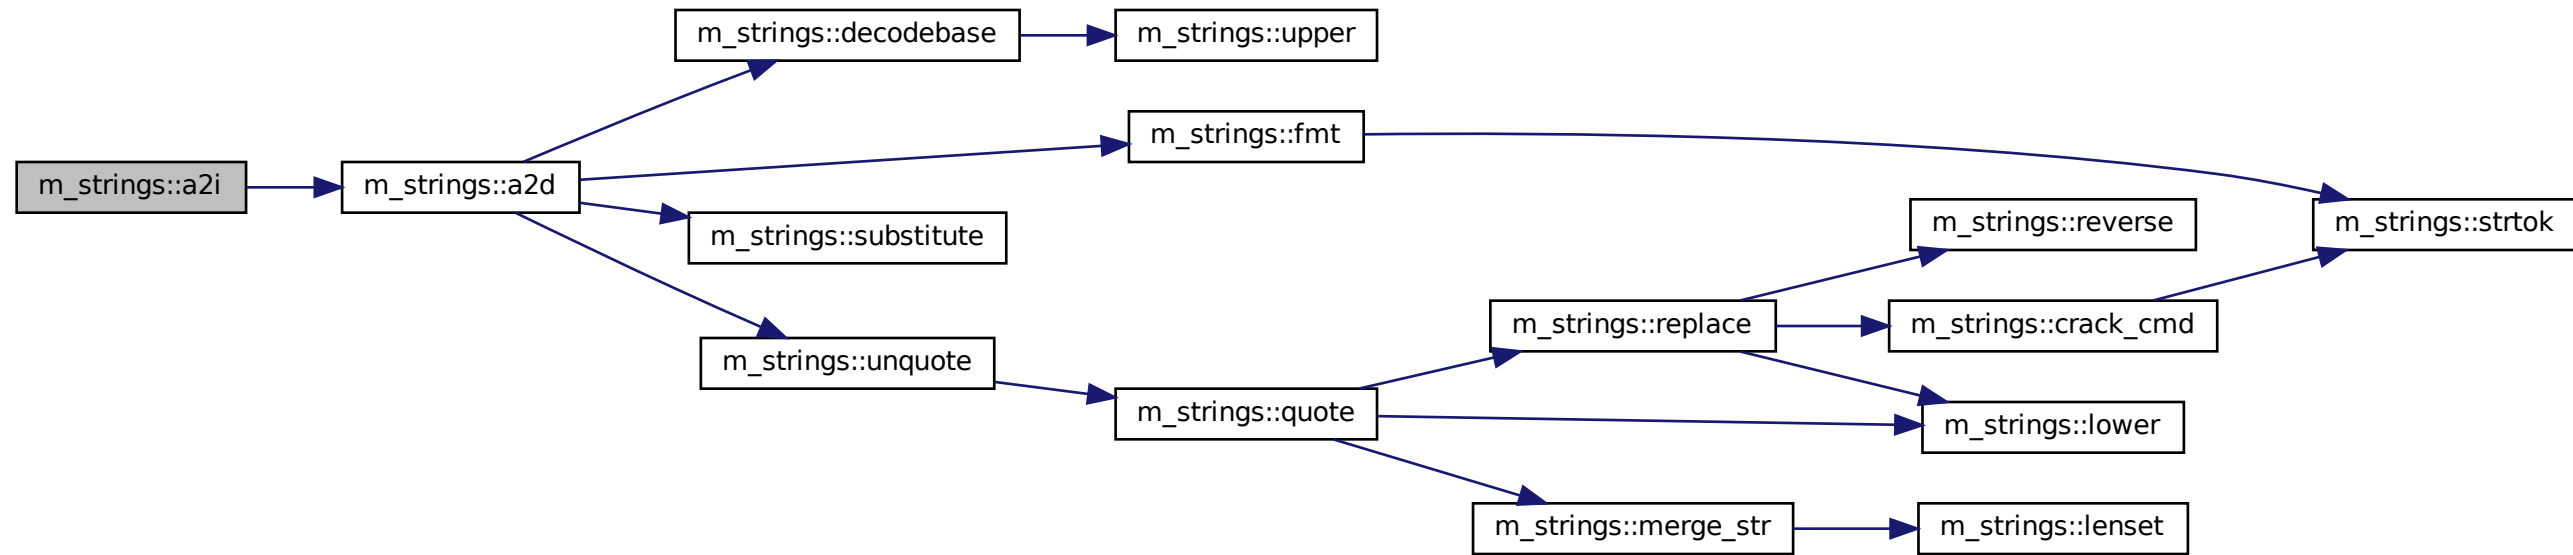 m_strings::decodebase
m_strings::upper
m_strings::fmt
m_strings::a2i
m_strings::a2d
m_strings::substitute
m_strings::reverse
m_strings::strtok
m_strings::replace
m_strings::crack_cmd
m_strings::unquote
m_strings::quote
m_strings::lower
m_strings::merge_str
m_strings::lenset